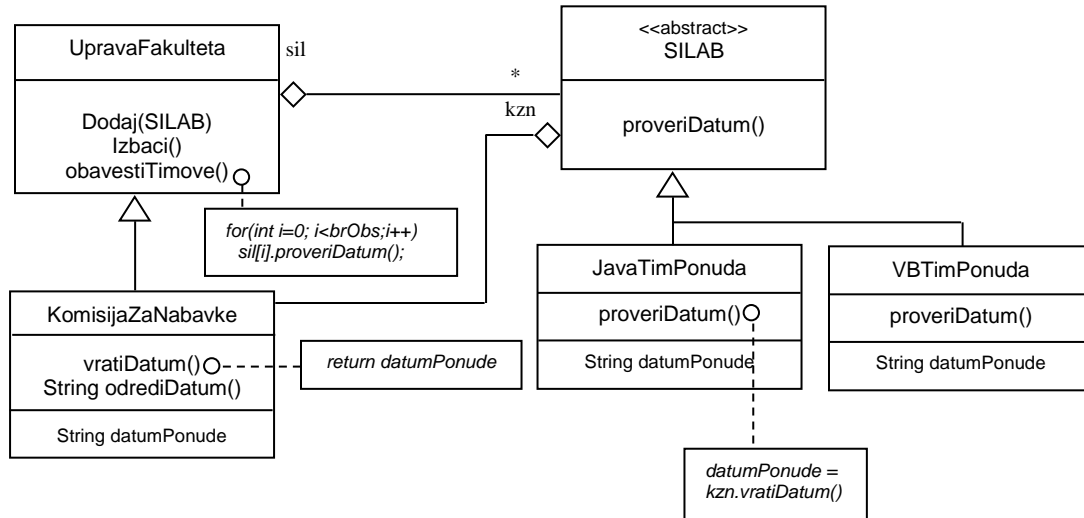 UpravaFakulteta
Dodaj(SILAB)
Izbaci()
obavestiTimove()
sil
*
kzn
<<abstract>>
SILAB
proveriDatum()
for(int i=0; i<brObs;i++)
sil[i].proveriDatum();
KomisijaZaNabavke
vratiDatum()
String odrediDatum()
String datumPonude
return datumPonude
JavaTimPonuda
proveriDatum()
String datumPonude
VBTimPonuda
proveriDatum()
String datumPonude
datumPonude =
kzn.vratiDatum()